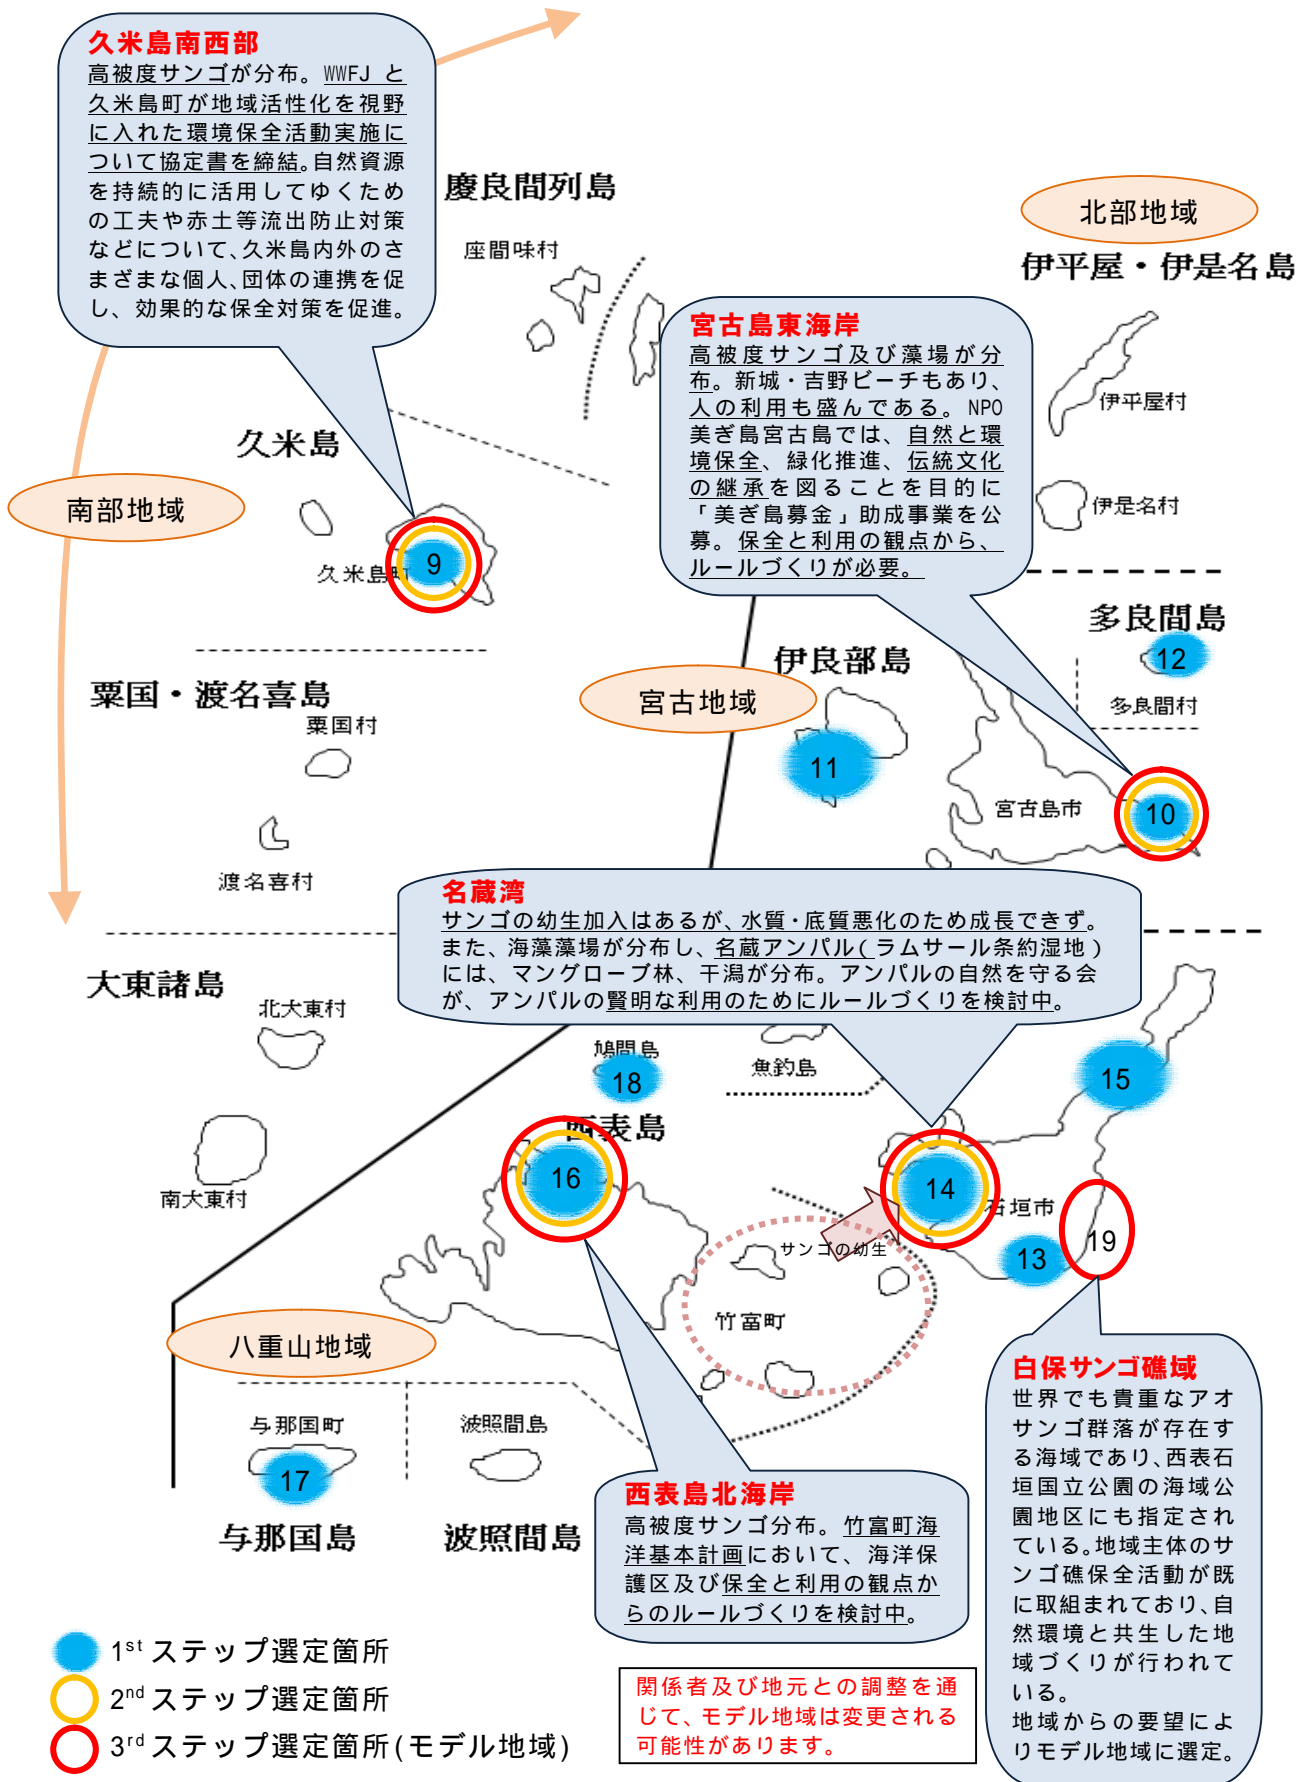 久米島南西部
高被度サンゴが分布。WWFJ と
久米島町が地域活性化を視野
に入れた環境保全活動実施に
ついて協定書を締結。自然資源
を持続的に活用してゆくため
の工夫や赤土等流出防止対策
などについて、久米島内外のさ
まざまな個人、団体の連携を促
し、効果的な保全対策を促進。
慶良間列島
座間味村
北部地域
伊平屋・伊是名島
伊平屋村
伊是名村
宮古島東海岸
高被度サンゴ及び藻場が分
布。新城・吉野ビーチもあり、
人の利用も盛んである。NPO
美ぎ島宮古島では、自然と環
境保全、緑化推進、伝統文化
の継承を図ることを目的に
「美ぎ島募金」助成事業を公
募。保全と利用の観点から、
ルールづくりが必要。
久米島
南部地域
久米島町
9
多良間島
12
多良間村
伊良部島
宮古地域
11
宮古島市
10
粟国・渡名喜島
粟国村
渡名喜村
名蔵湾
サンゴの幼生加入はあるが、水質・底質悪化のため成長できず。
また、海藻藻場が分布し、名蔵アンパル(ラムサール条約湿地)
には、マングローブ林、干潟が分布。アンパルの自然を守る会
が、アンパルの賢明な利用のためにルールづくりを検討中。
大東諸島
北大東村
南大東村
鳩間島
18
魚釣島
15
西表島
16
14
石垣市
13
19
サンゴの幼生
竹富町
八重山地域
与那国町
17
与那国島
波照間島
波照間島
西表島北海岸
高被度サンゴ分布。竹富町海
洋基本計画において、海洋保
護区及び保全と利用の観点か
らのルールづくりを検討中。
白保サンゴ礁域
世界でも貴重なアオ
サンゴ群落が存在す
る海域であり、西表石
垣国立公園の海域公
園地区にも指定され
ている。地域主体のサ
ンゴ礁保全活動が既
に取組まれており、自
然環境と共生した地
域づくりが行われて
いる。
地域からの要望によ
りモデル地域に選定。
1st ステップ選定箇所
2nd ステップ選定箇所
3rd ステップ選定箇所(モデル地域)
関係者及び地元との調整を通
じて、モデル地域は変更される
可能性があります。